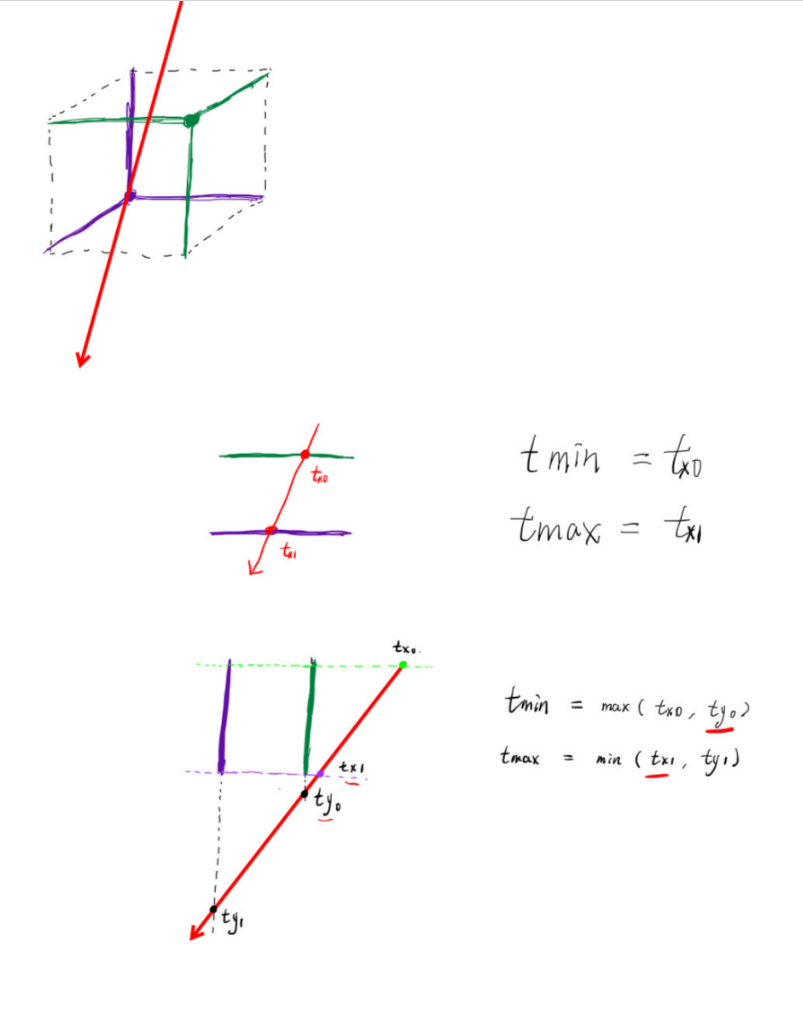 tx0
tx1
tmin = tx0
tmax = tx1
tx0.
tx1
ty0
ty1
tmin = max( tx0, ty0)
tmax = min ( tx1, ty1)